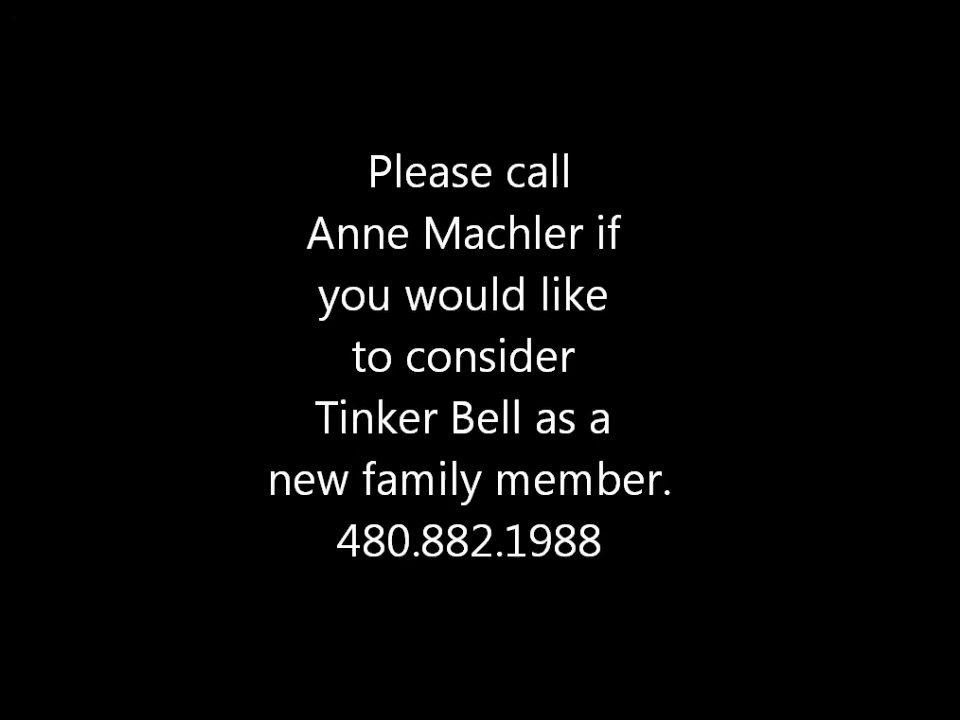 Please call
Anne Machler if
you would like
to consider
Tinker Bell as a
new family member.
480.882.1988